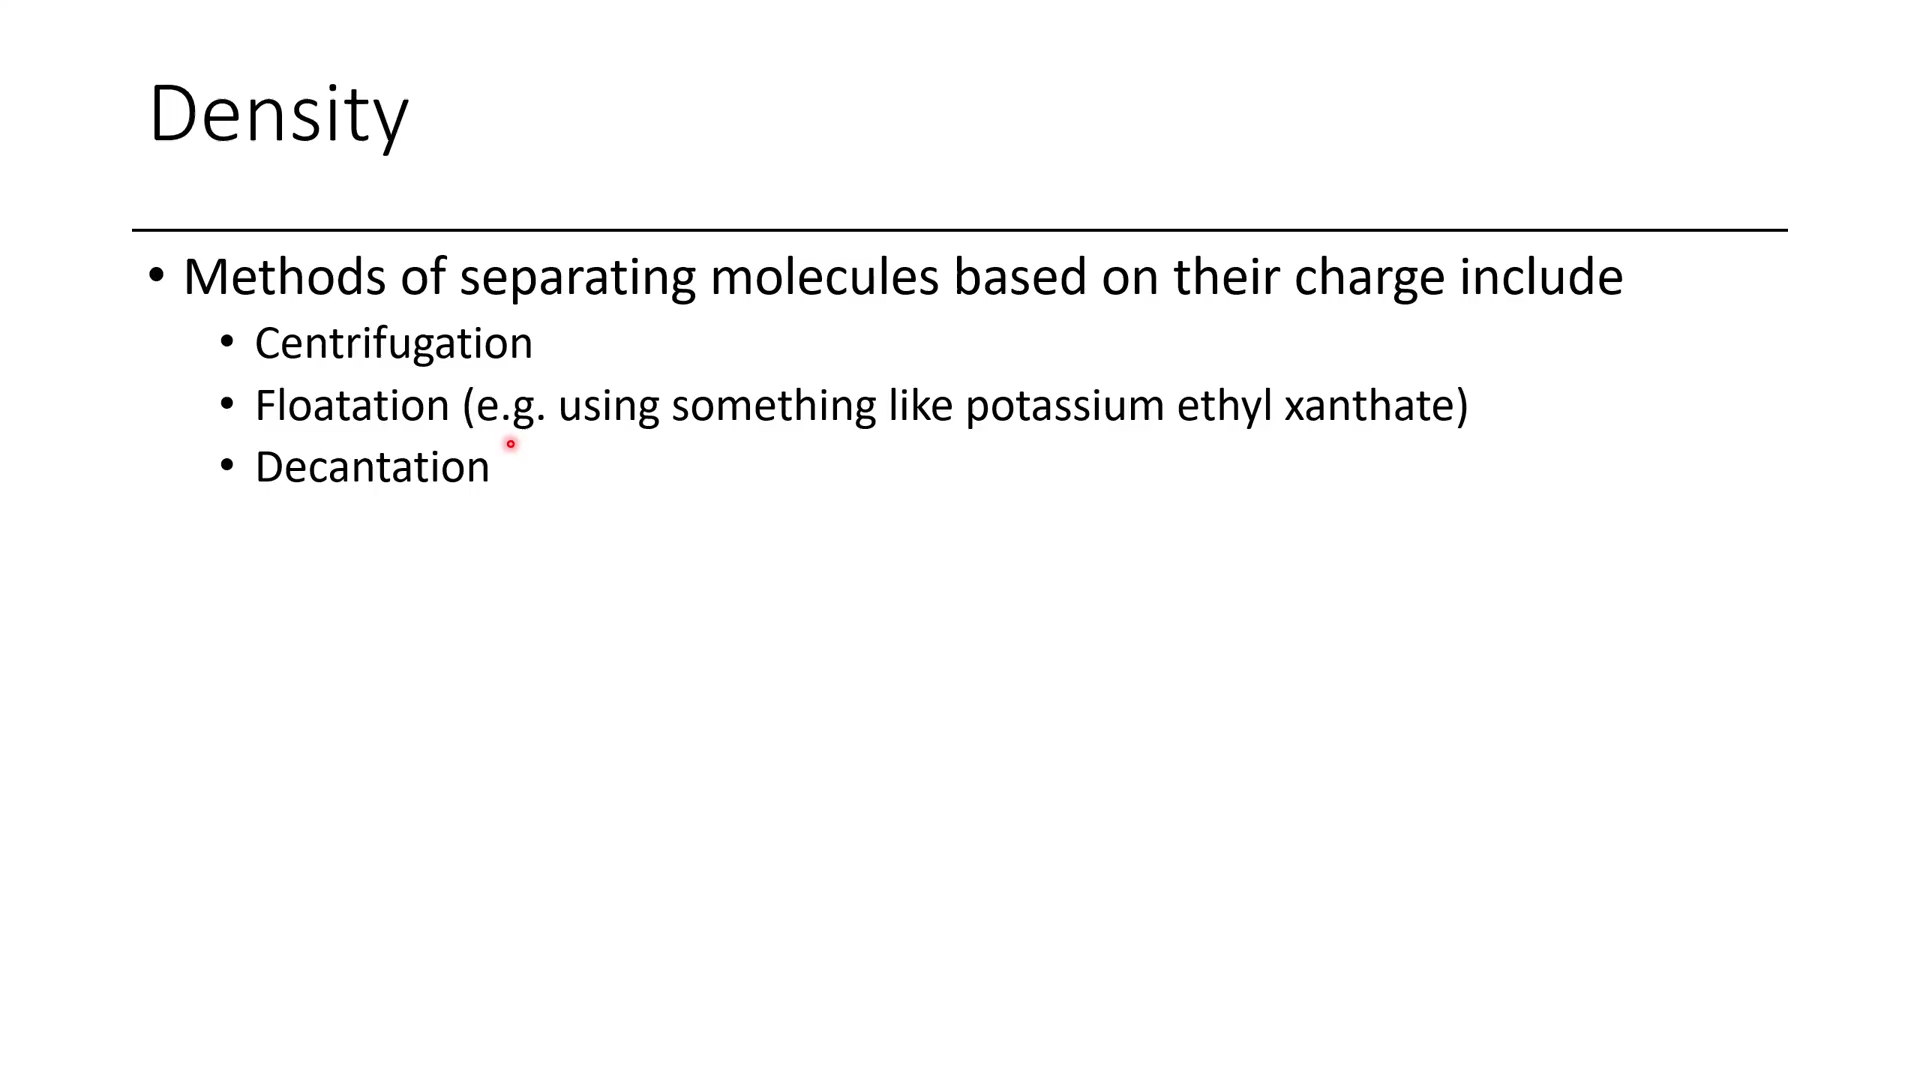 Density
• Methods of separating molecules based on their charge include
• Centrifugation
• Floatation (e.g. using something like potassium ethyl xanthate)
• Decantation